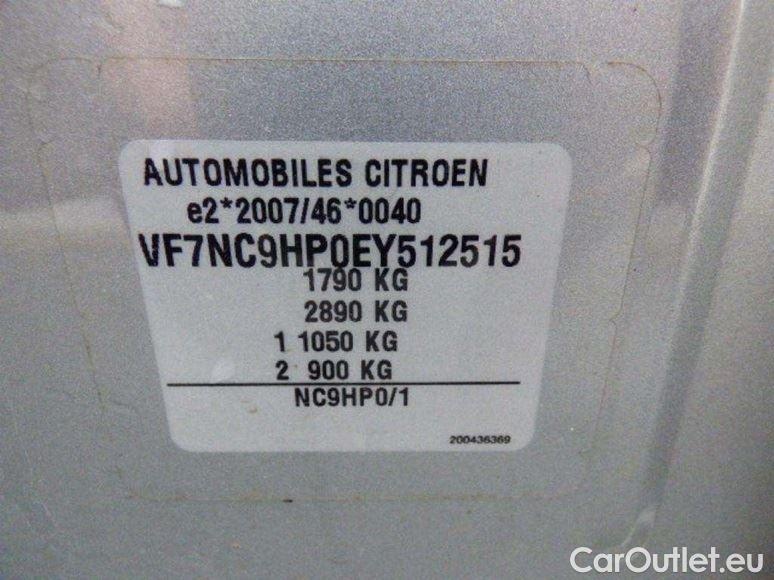 AUTOMOBILES CITROEN
e2*2007/46*0040
VF7NC9HP0EY512515
1790 KG
2890 KG
1 1050 KG
2 900 KG
NC9HP0/1
200436369
CarOutlet.eu